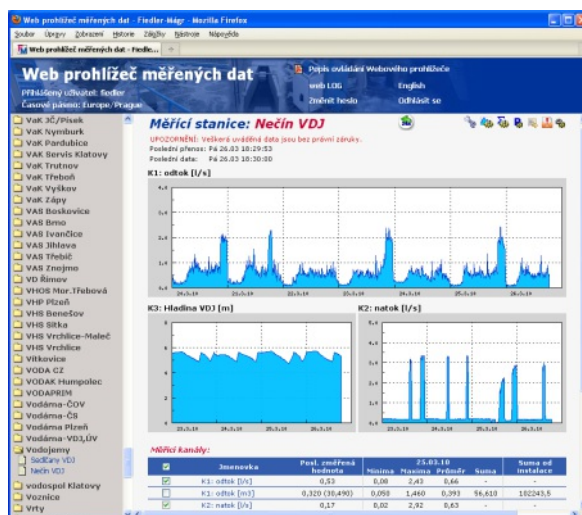 Web prohlížeč měřených dat - Fiedler-Mágr - Mozilla Firefox
Soubor Úpravy Zobrazení Historie Záložky Nástroje Nápověda
Web prohlížeč měřených dat - Fiedle...
Web prohlížeč měřených dat
Přihlášený uživatel: fiedler
Časové pásmo: Europe/Prague
Popis ovládání Webového prohlížeče
web LOG English
Změnit heslo Odhlásit se
VaK JČ/Písek
VaK Nymburk
VaK Pardubice
VAK Servis Klatovy
VaK Trutnov
VaK Třeboň
VaK Vyškov
VaK Zápy
VAS Boskovice
VAS Brno
VAS Ivančice
VAS Jihlava
VAS Třebíč
VAS Znojmo
VD Římov
VHOS Mor.Třebová
VHP Plzeň
VHS Benešov
VHS Sitka
VHS Vrchlice-Maleč
VHS Vrchlice
Vítkovice
VODA CZ
VODAK Humpolec
VODAPRIM
Vodárna-ČOV
Vodárna-ČS
Vodárna Plzeň
Vodárna-VDJ,ÚV
Vodojemy
Sedlčany VDJ
Nečín VDJ
vodospol Klatovy
Voznice
Vrty
Měřící stanice: Nečín VDJ
UPOZORNĚNÍ: Veškerá uváděná data jsou bez právní záruky.
Poslední přenos: Pá 26.03 18:29:53
Poslední data: Pá 26.03 18:30:00
K1: odtok [l/s]
K3: Hladina VDJ [m]
K2: natok [l/s]
Měřící kanály:
Jmenovka Posl. změřená hodnota 25.03.10 Suma od instalace
Minima Maxima Průměr Suma
K1: odtok [l/s] 0,53 0,08 2,43 0,66 - -
K1: odtok [m3] 0,320 (30,490) 0,050 1,460 0,393 56,610 102243,5
K2: natok [l/s] 0,17 0,02 2,92 0,63 - -